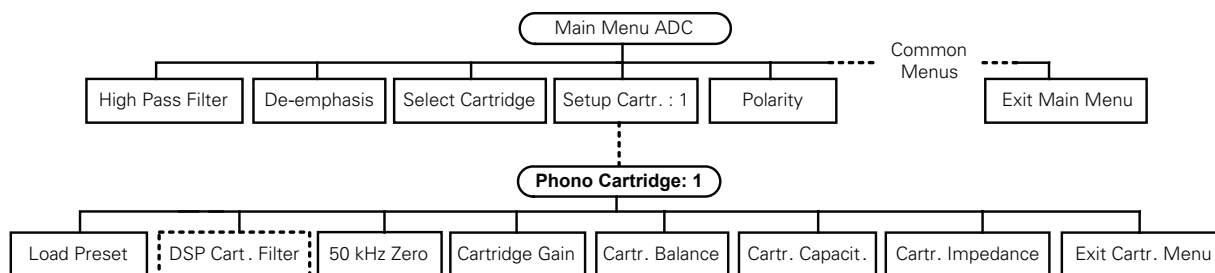 Main Menu ADC
Common
Menus
High Pass Filter
De-emphasis
Select Cartridge
Setup Cartr. : 1
Polarity
Exit Main Menu
Phono Cartridge: 1
Load Preset
DSP Cart. Filter
50 kHz Zero
Cartridge Gain
Cartr. Balance
Cartr. Capacit.
Cartr. Impedance
Exit Cartr. Menu